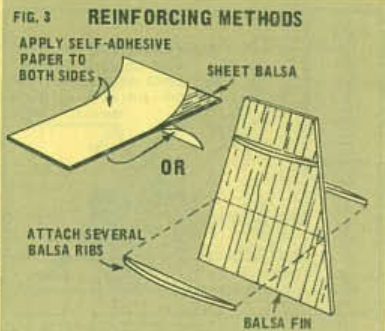 FIG. 3 REINFORCING METHODS
APPLY SELF-ADHESIVE
PAPER TO
BOTH SIDES
SHEET BALSA
OR
ATTACH SEVERAL
BALSA RIBS
BALSA FIN